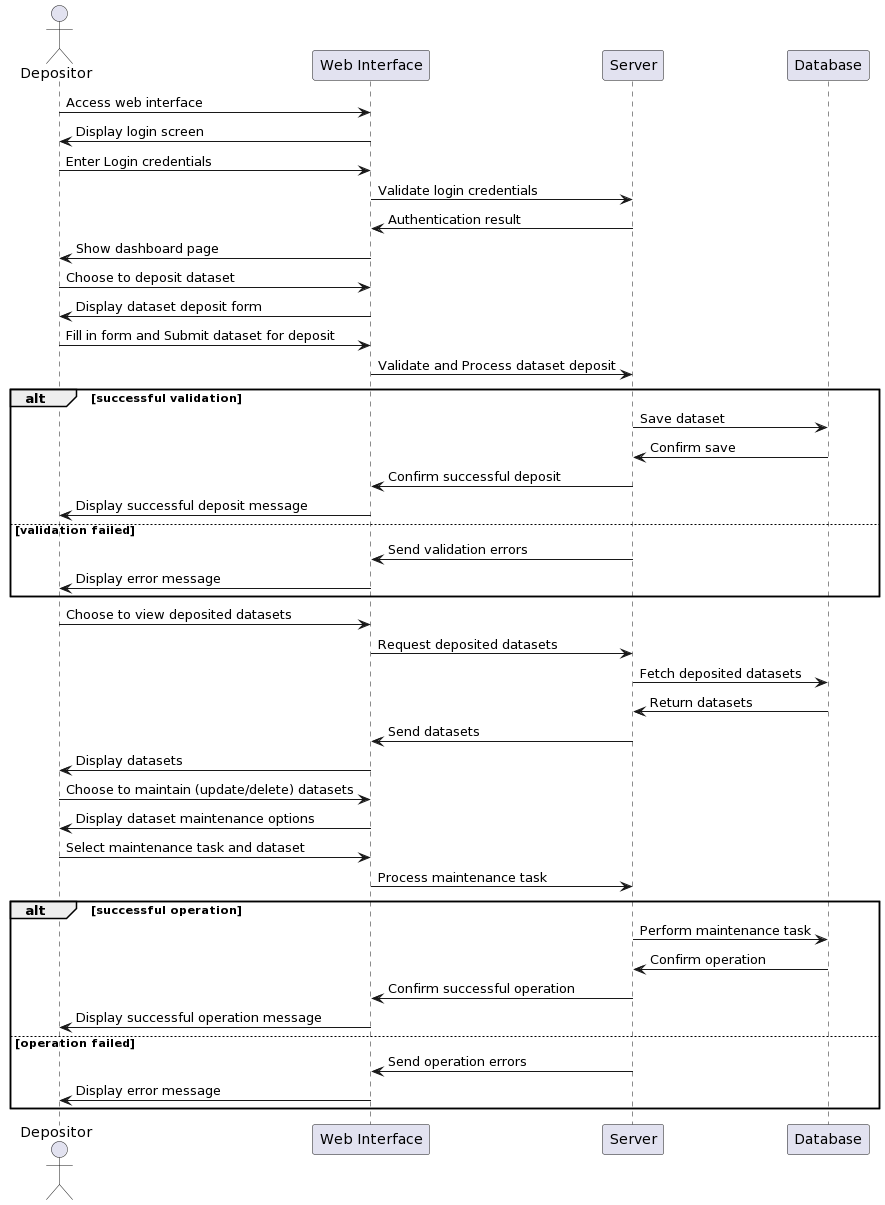 Depositor
Web Interface
Server
Database
Access web interface
Display login screen
Enter Login credentials
Validate login credentials
Authentication result
Show dashboard page
Choose to deposit dataset
Display dataset deposit form
Fill in form and Submit dataset for deposit
Validate and Process dataset deposit
alt [successful validation]
Save dataset
Confirm save
Confirm successful deposit
Display successful deposit message
[validation failed]
Send validation errors
Display error message
Choose to view deposited datasets
Request deposited datasets
Fetch deposited datasets
Return datasets
Send datasets
Display datasets
Choose to maintain (update/delete) datasets
Display dataset maintenance options
Select maintenance task and dataset
Process maintenance task
alt [successful operation]
Perform maintenance task
Confirm operation
Confirm successful operation
Display successful operation message
[operation failed]
Send operation errors
Display error message
Depositor
Web Interface
Server
Database